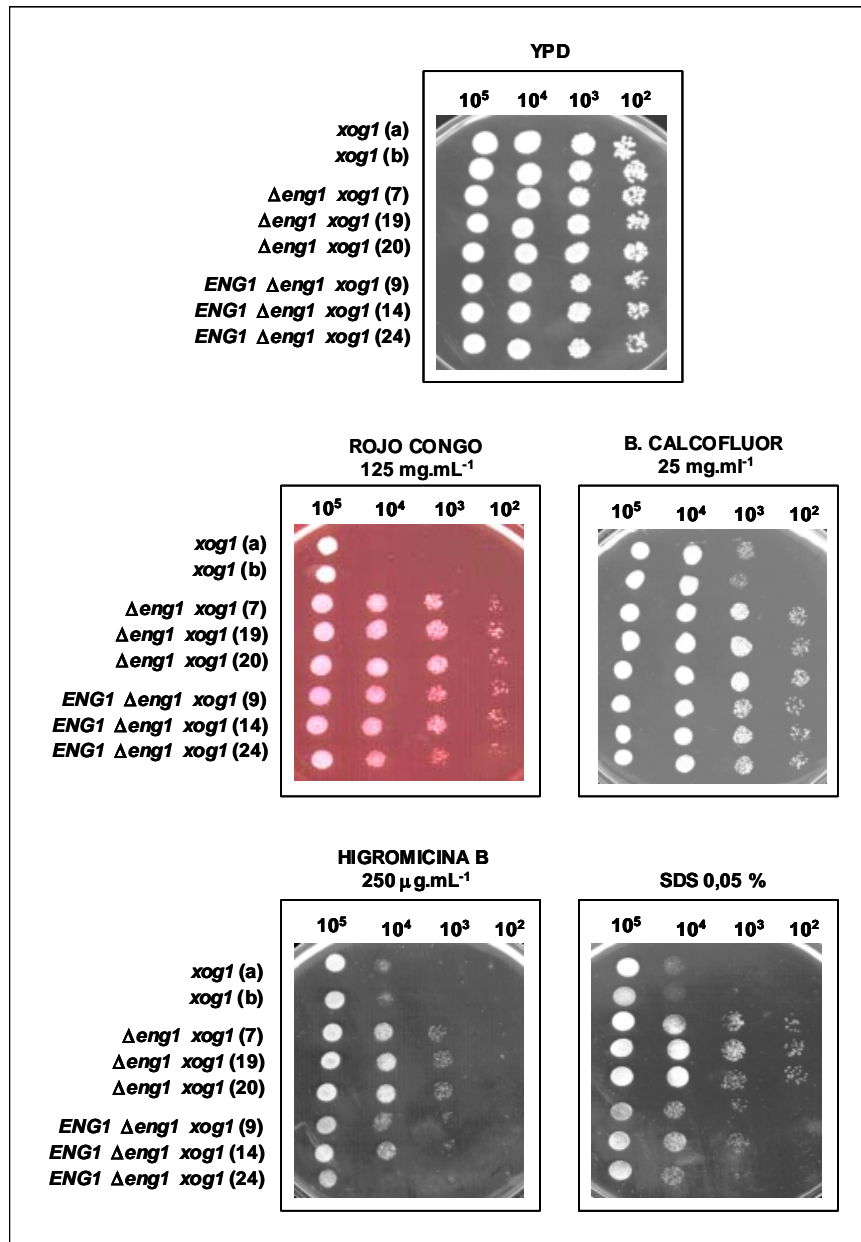 YPD
10⁵ 10⁴ 10³ 10²
xog1 (a)
xog1 (b)
Δeng1 xog1 (7)
Δeng1 xog1 (19)
Δeng1 xog1 (20)
ENG1 Δeng1 xog1 (9)
ENG1 Δeng1 xog1 (14)
ENG1 Δeng1 xog1 (24)
ROJO CONGO
125 mg.mL⁻¹
10⁵ 10⁴ 10³ 10²
B. CALCOFLUOR
25 mg.ml⁻¹
10⁵ 10⁴ 10³ 10²
xog1 (a)
xog1 (b)
Δeng1 xog1 (7)
Δeng1 xog1 (19)
Δeng1 xog1 (20)
ENG1 Δeng1 xog1 (9)
ENG1 Δeng1 xog1 (14)
ENG1 Δeng1 xog1 (24)
HIGROMICINA B
250 μg.mL⁻¹
10⁵ 10⁴ 10³ 10²
SDS 0,05 %
10⁵ 10⁴ 10³ 10²
xog1 (a)
xog1 (b)
Δeng1 xog1 (7)
Δeng1 xog1 (19)
Δeng1 xog1 (20)
ENG1 Δeng1 xog1 (9)
ENG1 Δeng1 xog1 (14)
ENG1 Δeng1 xog1 (24)